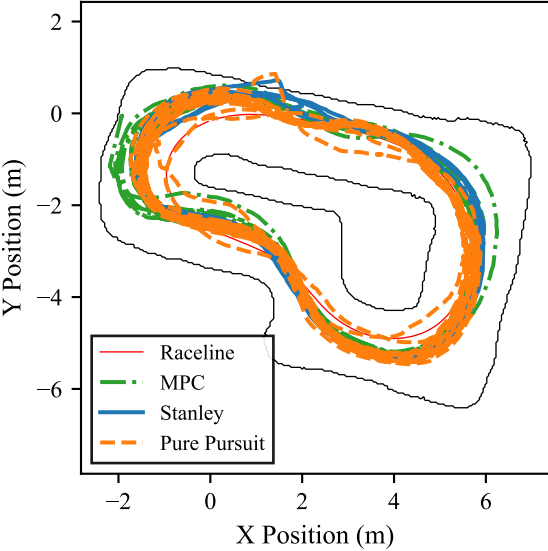 2
0
−2
−4
−6
Y Position (m)
Raceline
MPC
Stanley
Pure Pursuit
−2 0 2 4 6
X Position (m)